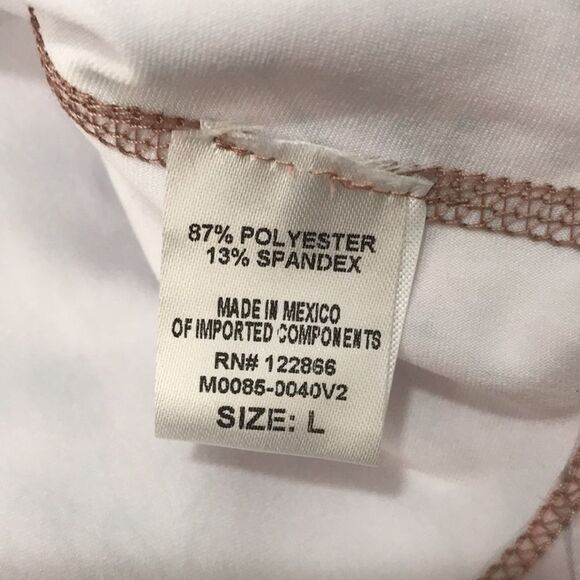 87% POLYESTER
13% SPANDEX
MADE IN MEXICO
OF IMPORTED COMPONENTS
RN# 122866
M0085-0040V2
SIZE: L